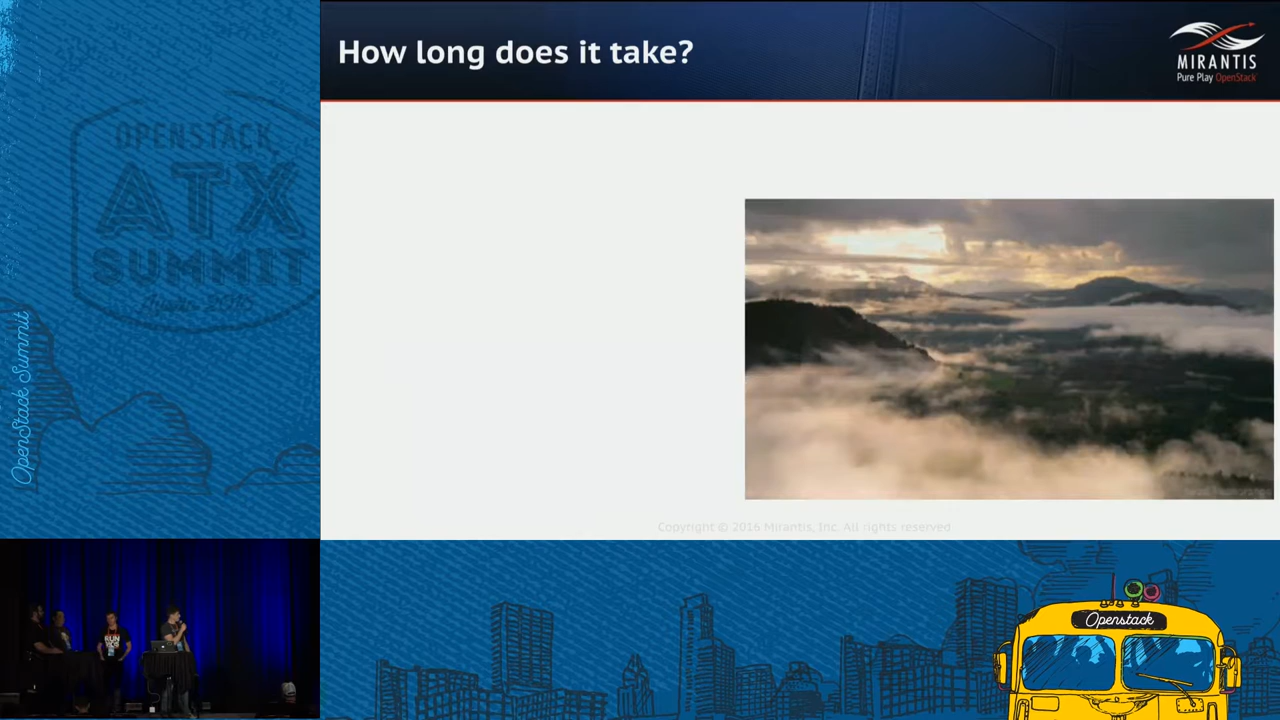 How long does it take?
MIRANTIS
Pure Play OpenStack
OPENSTACK
ATX
SUMMIT
OpenStack Summit
Copyright © 2016 Mirantis, Inc. All rights reserved
Openstack